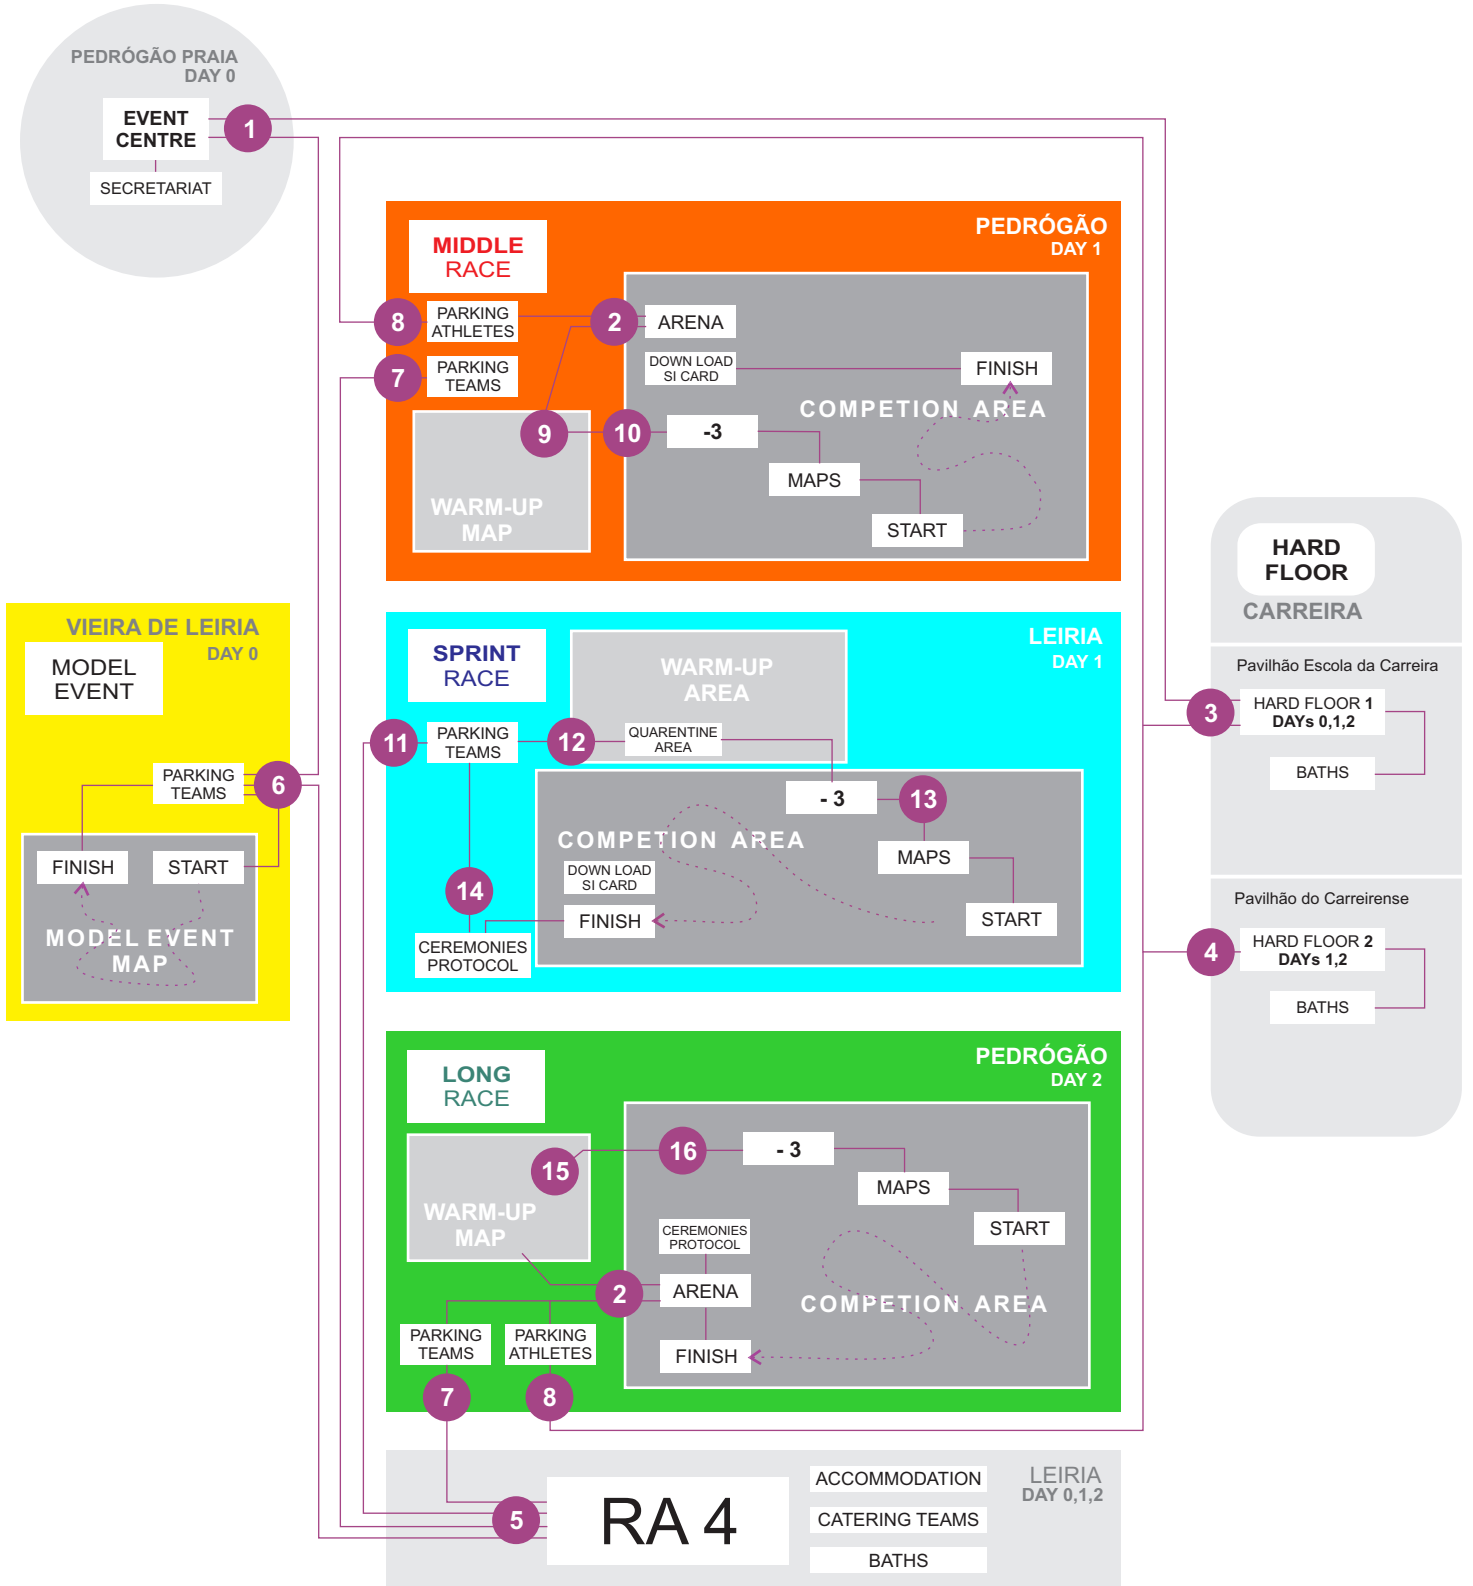 PEDRÓGÃO PRAIA
DAY 0
EVENT
CENTRE
1
SECRETARIAT
MIDDLE
RACE
PEDRÓGÃO
DAY 1
8
PARKING
ATHLETES
2
ARENA
7
PARKING
TEAMS
DOWN LOAD
SI CARD
FINISH
COMPETION AREA
9
10
-3
MAPS
START
WARM-UP
MAP
HARD
FLOOR
CARREIRA
Pavilhão Escola da Carreira
3
HARD FLOOR 1
DAYs 0,1,2
BATHS
Pavilhão do Carreirense
4
HARD FLOOR 2
DAYs 1,2
BATHS
VIEIRA DE LEIRIA
DAY 0
MODEL
EVENT
PARKING
TEAMS
6
FINISH
START
MODEL EVENT
MAP
SPRINT
RACE
WARM-UP
AREA
LEIRIA
DAY 1
11
PARKING
TEAMS
12
QUARENTINE
AREA
- 3
13
COMPETION AREA
MAPS
DOWN LOAD
SI CARD
14
FINISH
START
CEREMONIES
PROTOCOL
LONG
RACE
PEDRÓGÃO
DAY 2
15
16
- 3
MAPS
WARM-UP
MAP
START
CEREMONIES
PROTOCOL
2
ARENA
COMPETION AREA
PARKING
TEAMS
PARKING
ATHLETES
FINISH
7
8
5
RA 4
ACCOMMODATION
CATERING TEAMS
BATHS
LEIRIA
DAY 0,1,2